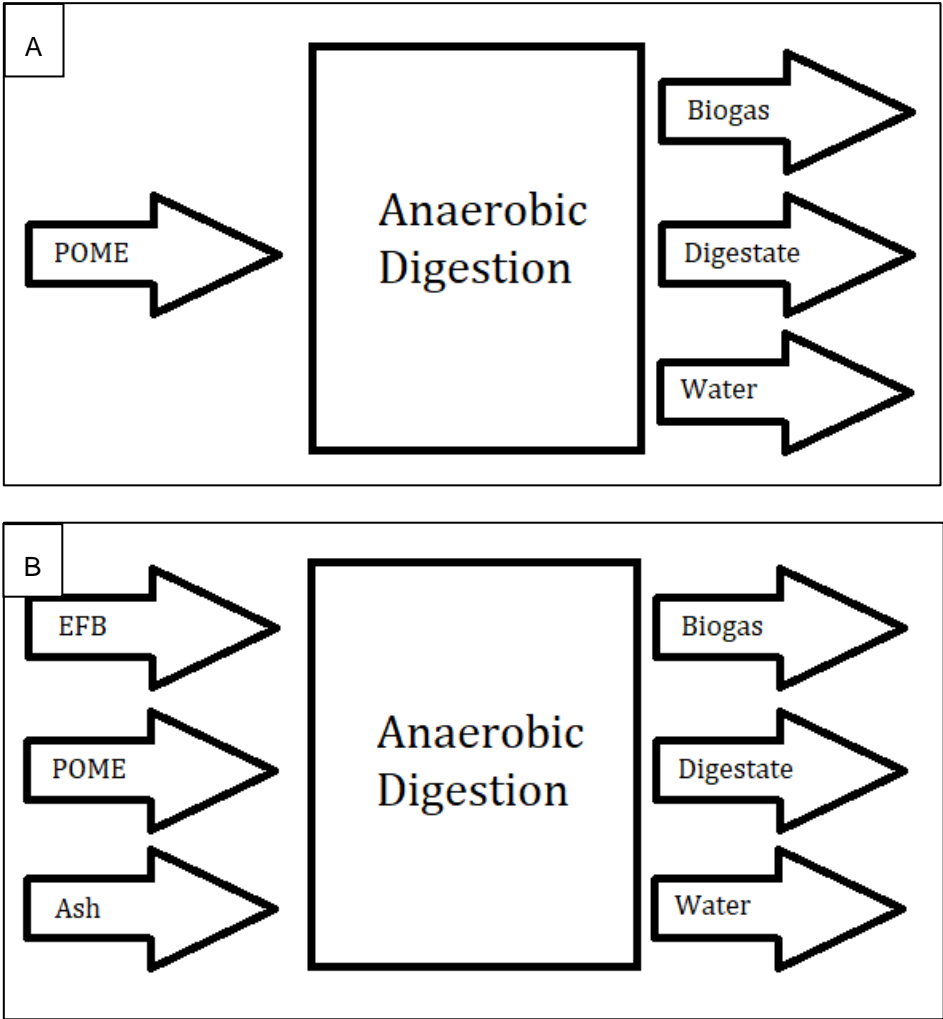 A
POME
Anaerobic
Digestion
Biogas
Digestate
Water
B
EFB
POME
Ash
Anaerobic
Digestion
Biogas
Digestate
Water